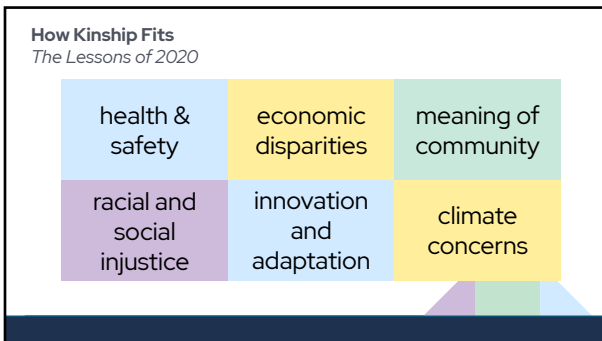 How Kinship Fits
The Lessons of 2020
health &
safety
economic
disparities
meaning of
community
racial and
social
injustice
innovation
and
adaptation
climate
concerns